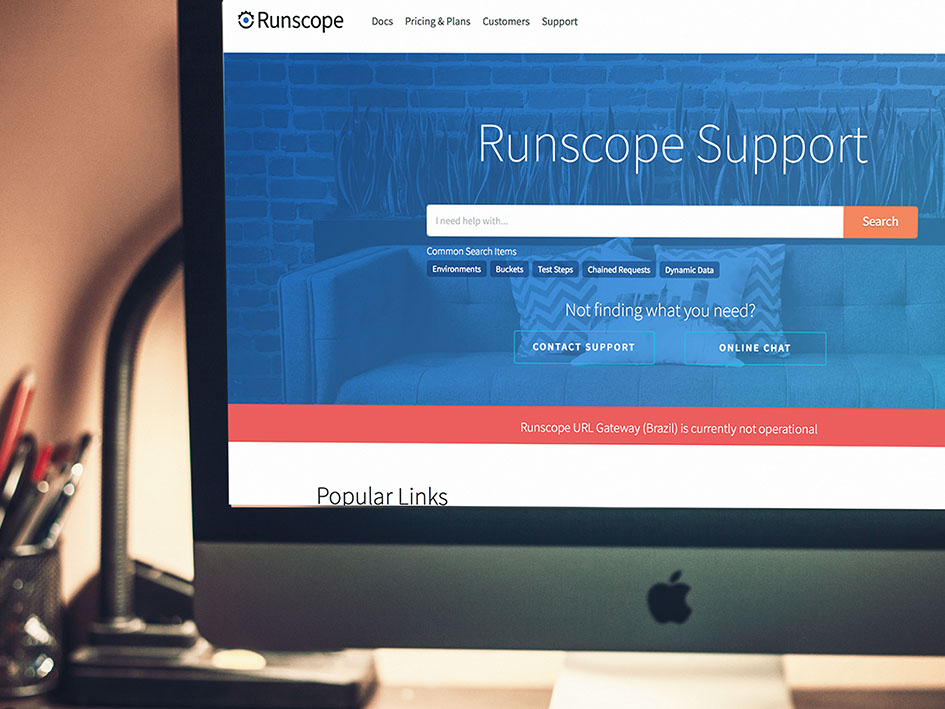 Runscope
Docs Pricing & Plans Customers Support
Runscope Support
I need help with...
Search
Common Search Items
Environments Buckets Test Steps Chained Requests Dynamic Data
Not finding what you need?
CONTACT SUPPORT ONLINE CHAT
Runscope URL Gateway (Brazil) is currently not operational
Popular Links